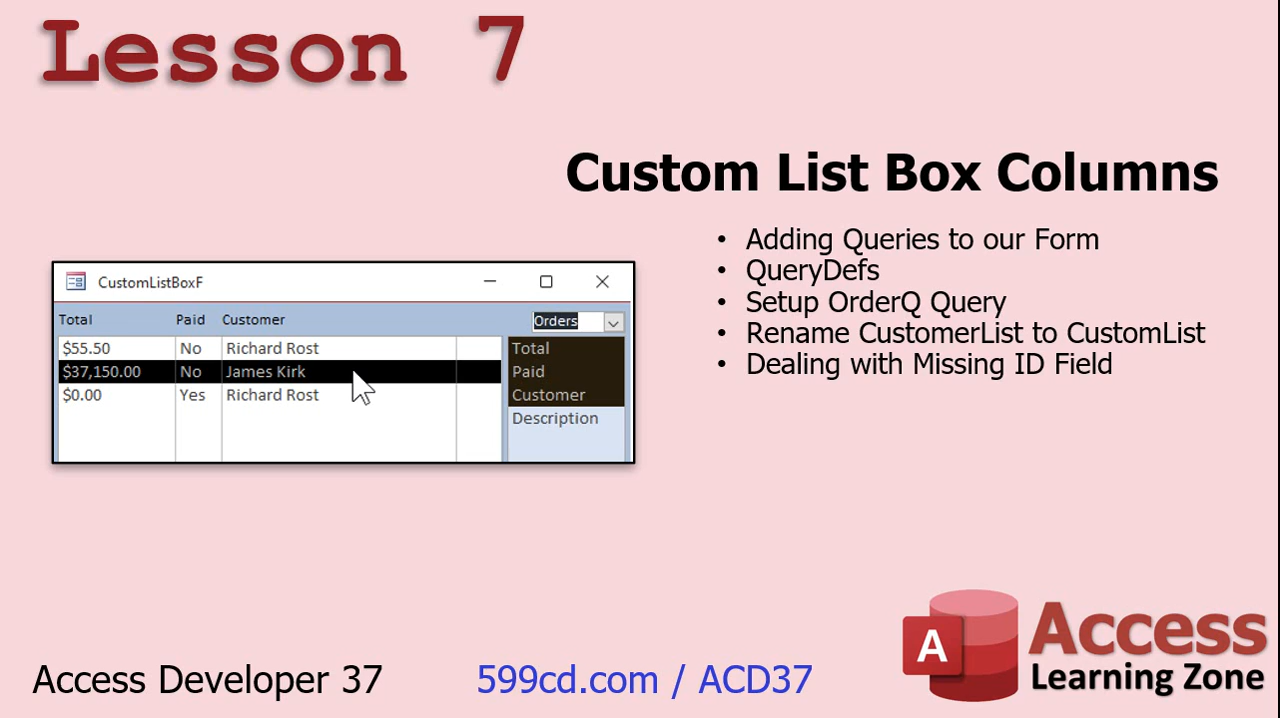 Lesson 7
Custom List Box Columns
• Adding Queries to our Form
• QueryDefs
• Setup OrderQ Query
• Rename CustomerList to CustomList
• Dealing with Missing ID Field
CustomListBoxF
Total Paid Customer Orders
$55.50 No Richard Rost Total
$37,150.00 No James Kirk Paid
$0.00 Yes Richard Rost Customer
Description
Access Developer 37 599cd.com / ACD37
A Access
Learning Zone